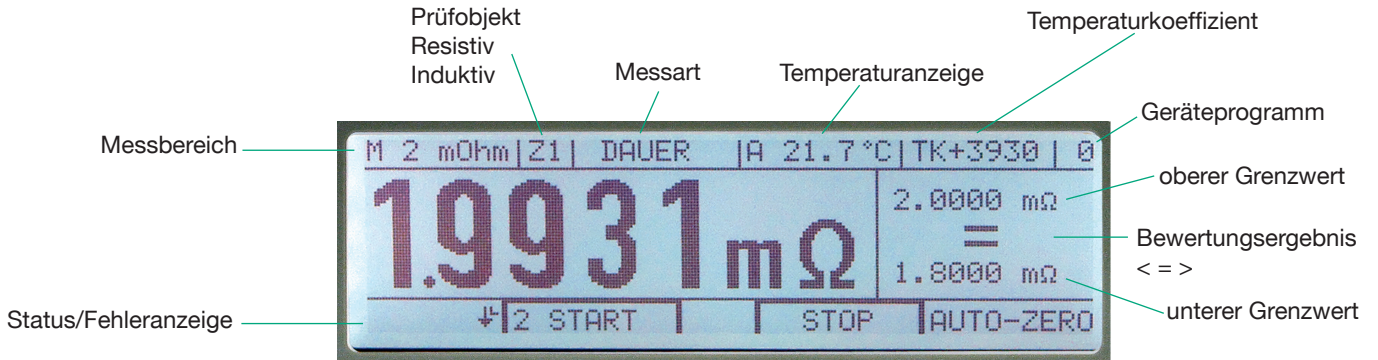 Prüfobjekt
Resistiv
Induktiv
Messart
Temperaturanzeige
Temperaturkoeffizient
Geräteprogramm
Messbereich
M 2 mOhm|Z1| DAUER |A 21.7°C|TK+3930 | 0
oberer Grenzwert
2.0000 mΩ
1.9931 mΩ
=
Bewertungsergebnis
< = >
1.8000 mΩ
unterer Grenzwert
Status/Fehleranzeige
2 START STOP AUTO-ZERO